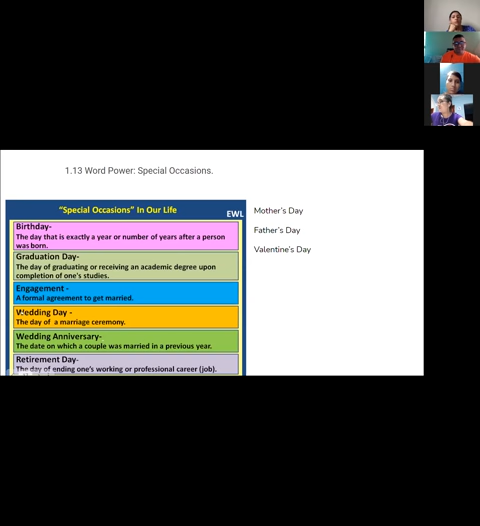 1.13 Word Power: Special Occasions.
"Special Occasions" In Our Life
EWL
Birthday-
The day that is exactly a year or number of years after a person
was born.
Graduation Day-
The day of graduating or receiving an academic degree upon
completion of one's studies.
Engagement -
A formal agreement to get married.
Wedding Day -
The day of a marriage ceremony.
Wedding Anniversary-
The date on which a couple was married in a previous year.
Retirement Day-
The day of ending one's working or professional career (job).
Mother's Day
Father's Day
Valentine's Day